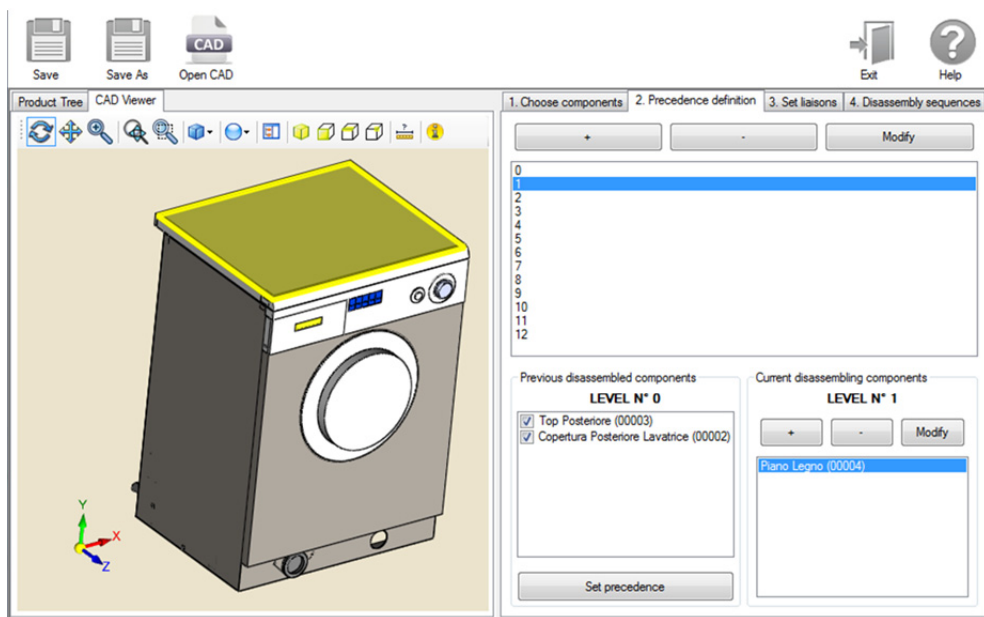 CAD
Save
Save As
Open CAD
Exit
Help
Product Tree
CAD Viewer
1. Choose components
2. Precedence definition
3. Set liaisons
4. Disassembly sequences
+
-
Modify
0
1
2
3
4
5
6
7
8
9
10
11
12
Previous disassembled components
LEVEL N° 0
Top Posteriore (00003)
Copertura Posteriore Lavatrice (00002)
Set precedence
Current disassembling components
LEVEL N° 1
+
-
Modify
Piano Legno (00004)
Y
X
Z